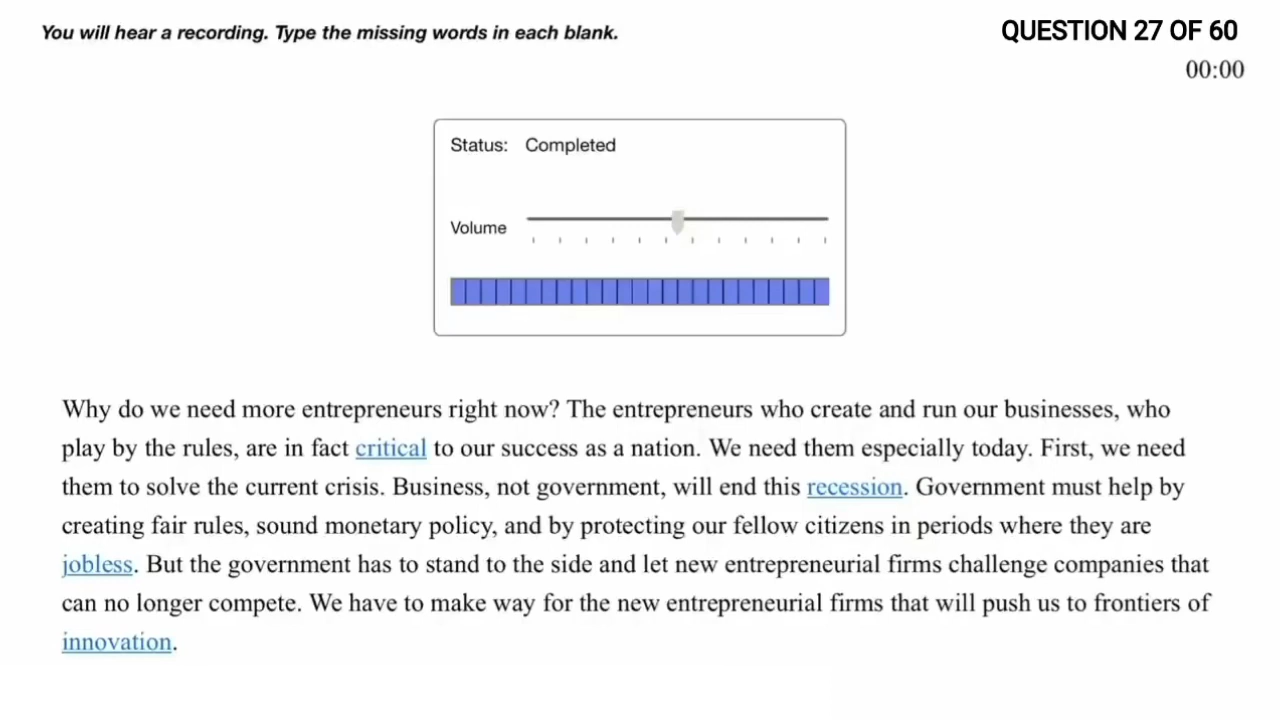 You will hear a recording. Type the missing words in each blank.
QUESTION 27 OF 60
00:00
Status: Completed
Volume
Why do we need more entrepreneurs right now? The entrepreneurs who create and run our businesses, who
play by the rules, are in fact critical to our success as a nation. We need them especially today. First, we need
them to solve the current crisis. Business, not government, will end this recession. Government must help by
creating fair rules, sound monetary policy, and by protecting our fellow citizens in periods where they are
jobless. But the government has to stand to the side and let new entrepreneurial firms challenge companies that
can no longer compete. We have to make way for the new entrepreneurial firms that will push us to frontiers of
innovation.